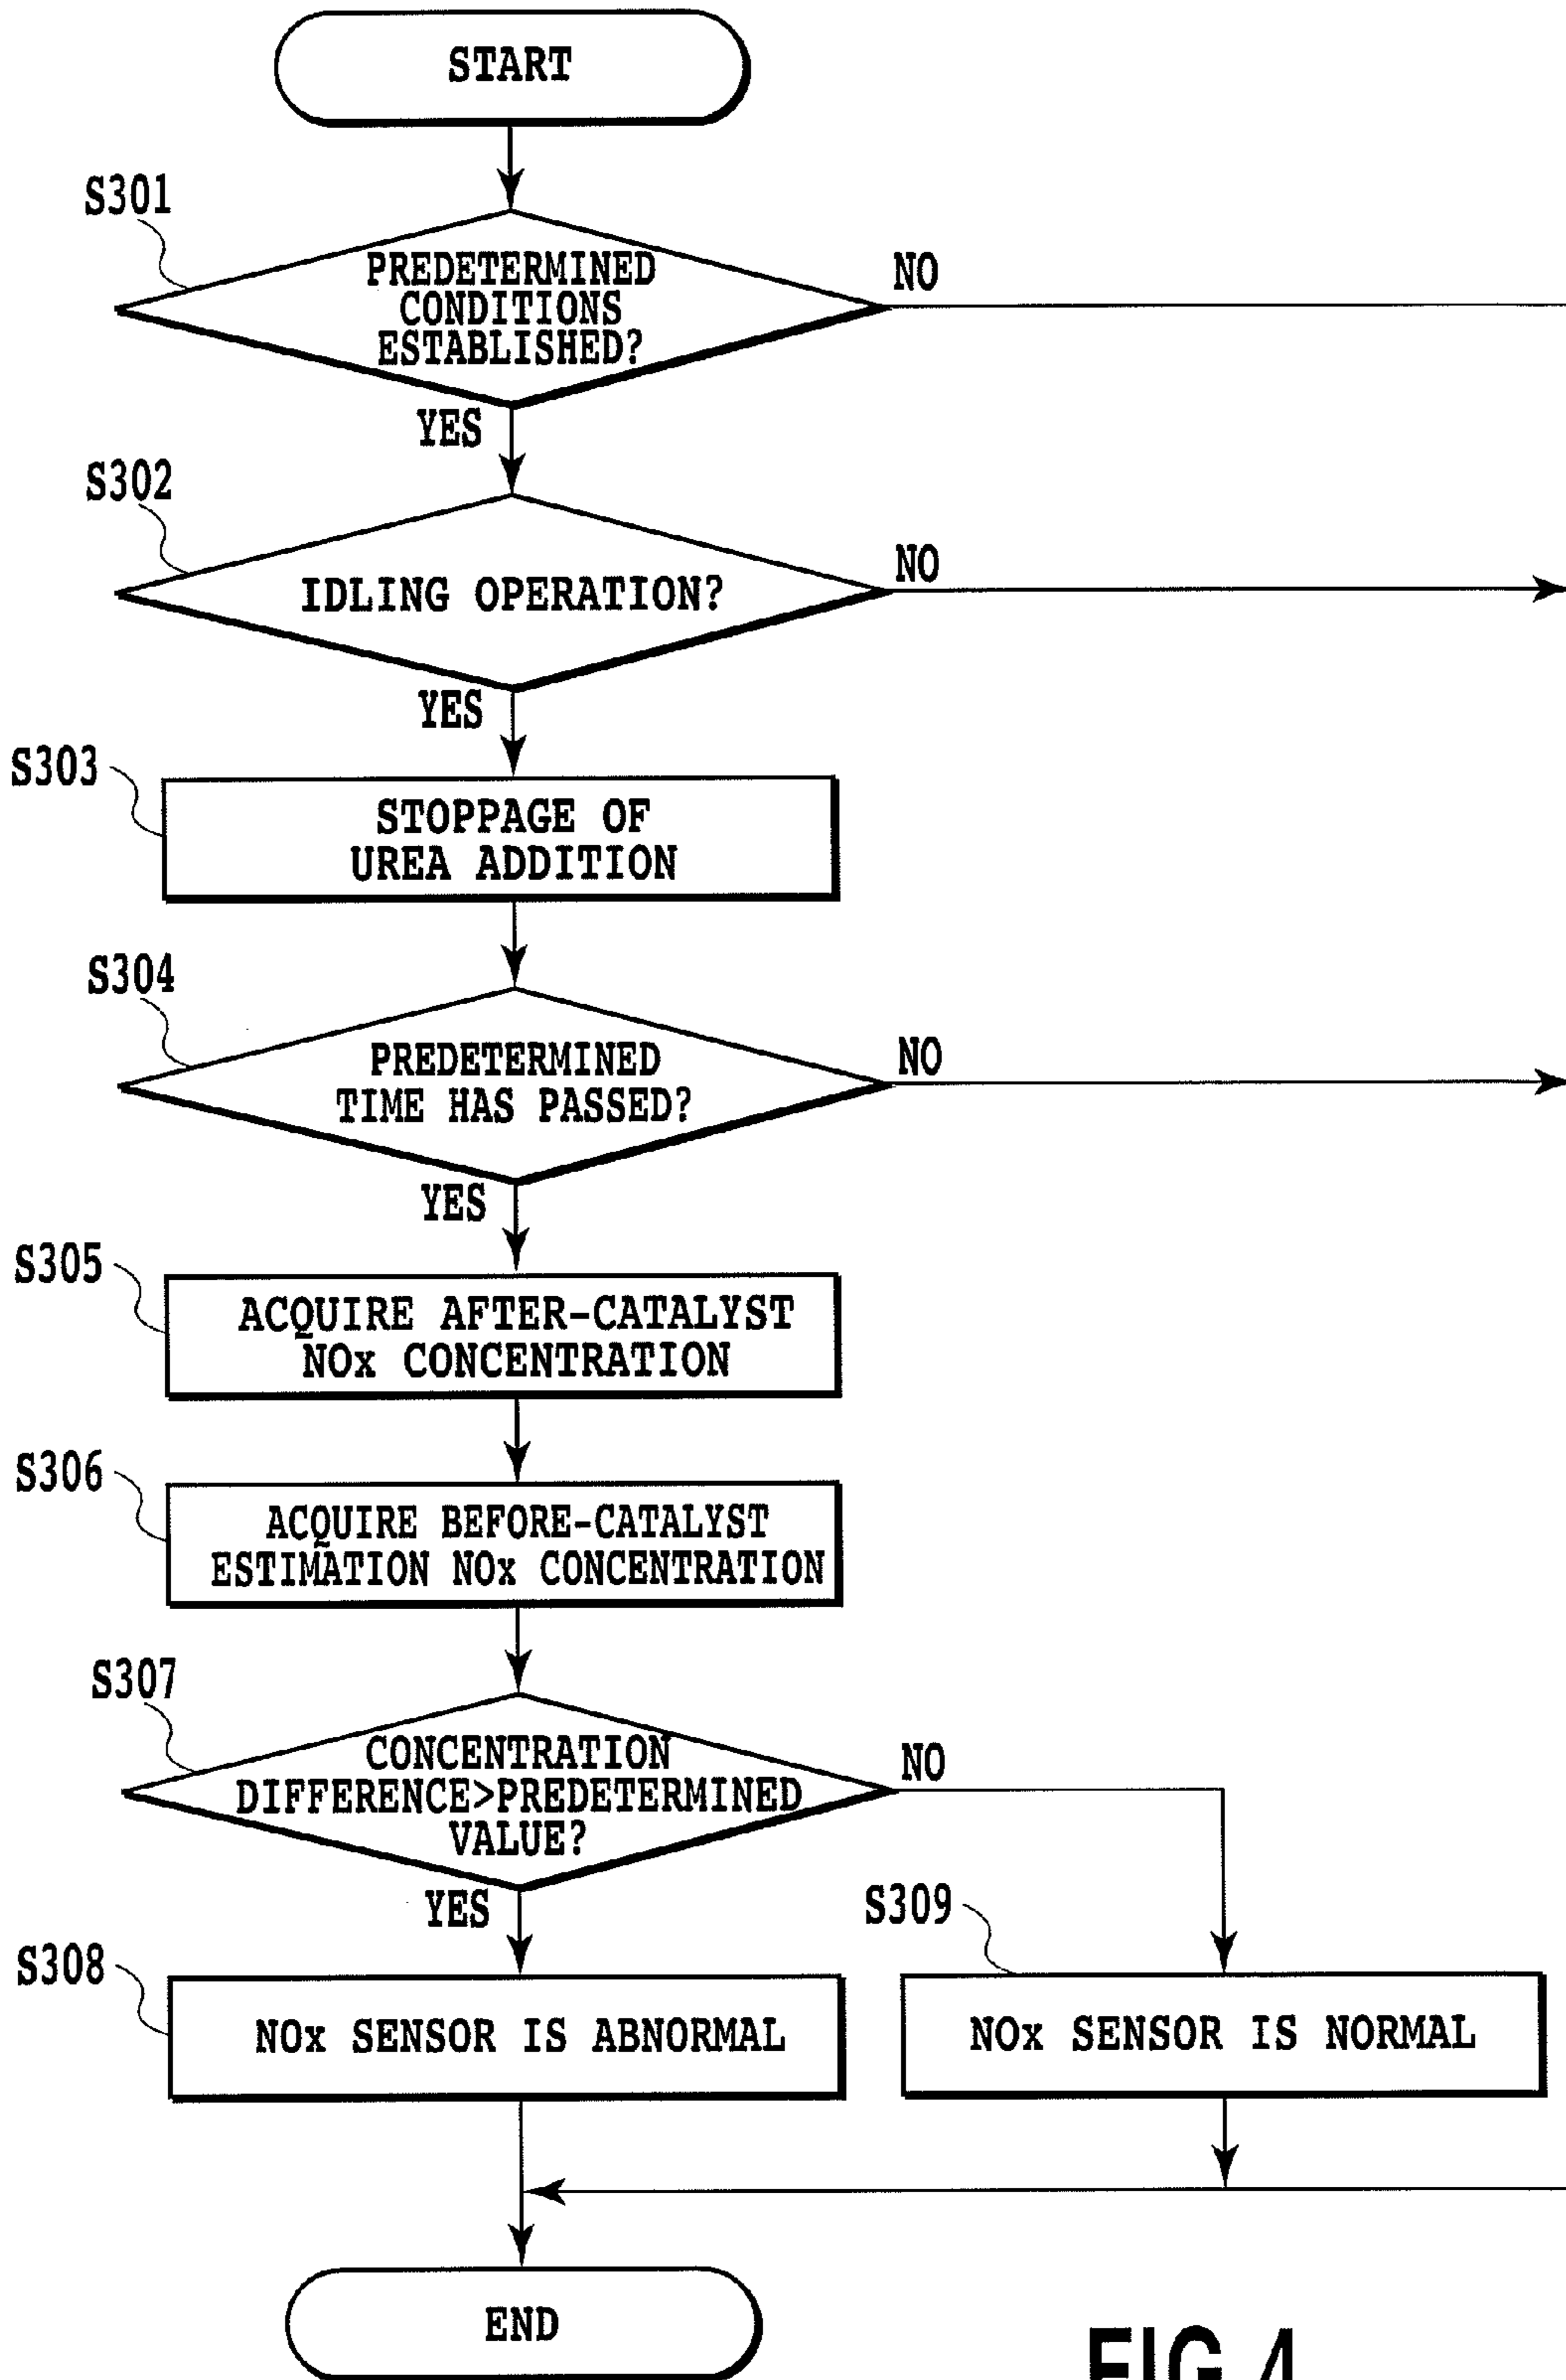 START
S301
PREDETERMINED
CONDITIONS
ESTABLISHED?
NO
YES
S302
IDLING OPERATION?
NO
YES
S303
STOPPAGE OF
UREA ADDITION
S304
PREDETERMINED
TIME HAS PASSED?
NO
YES
S305
ACQUIRE AFTER-CATALYST
NOx CONCENTRATION
S306
ACQUIRE BEFORE-CATALYST
ESTIMATION NOx CONCENTRATION
S307
CONCENTRATION
DIFFERENCE>PREDETERMINED
VALUE?
NO
YES
S308
NOx SENSOR IS ABNORMAL
S309
NOx SENSOR IS NORMAL
END
FIG.4